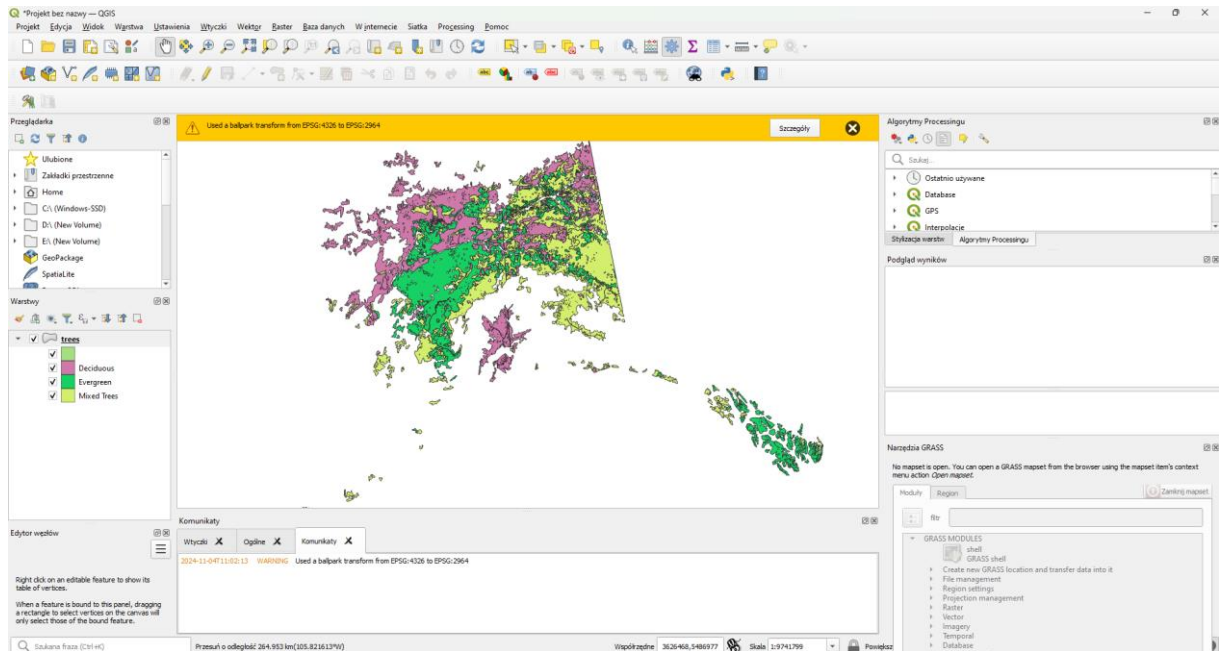 *Projekt bez nazwy — QGIS
Projekt Edycja Widok Warstwa Ustawienia Wtyczki Wektor Raster Baza danych W internecie Siatka Processing Pomoc
Przeglądarka
Ulubione
Zakładki przestrzenne
Home
C:\ (Windows-SSD)
D:\ (New Volume)
E:\ (New Volume)
GeoPackage
SpatiaLite
Warstwy
trees
Deciduous
Evergreen
Mixed Trees
Edytor węzłów
Right click on an editable feature to show its
table of vertices.
When a feature is bound to this panel, dragging
a rectangle to select vertices on the canvas will
only select those of the bound feature.
Used a ballpark transform from EPSG:4326 to EPSG:2964
Szczegóły
Komunikaty
Wtyczki Ogólne Komunikaty
2024-11-04T11:02:13 WARNING Used a ballpark transform from EPSG:4326 to EPSG:2964
Algorytmy Processingu
Szukaj...
Ostatnio używane
Database
GPS
Interpolacje
Stylizacja warstw Algorytmy Processingu
Podgląd wyników
Narzędzia GRASS
No mapset is open. You can open a GRASS mapset from the browser using the mapset item's context
menu action Open mapset.
Moduły Region Zamknij mapset
filtr
GRASS MODULES
shell
GRASS shell
Create new GRASS location and transfer data into it
File management
Region settings
Projection management
Raster
Vector
Imagery
Temporal
Database
Szukana fraza (Ctrl+K) Przesuń o odległość 264.953 km(105.821613°W) Współrzędne 3626468,5486977 Skala 1:9741799 Powiększ